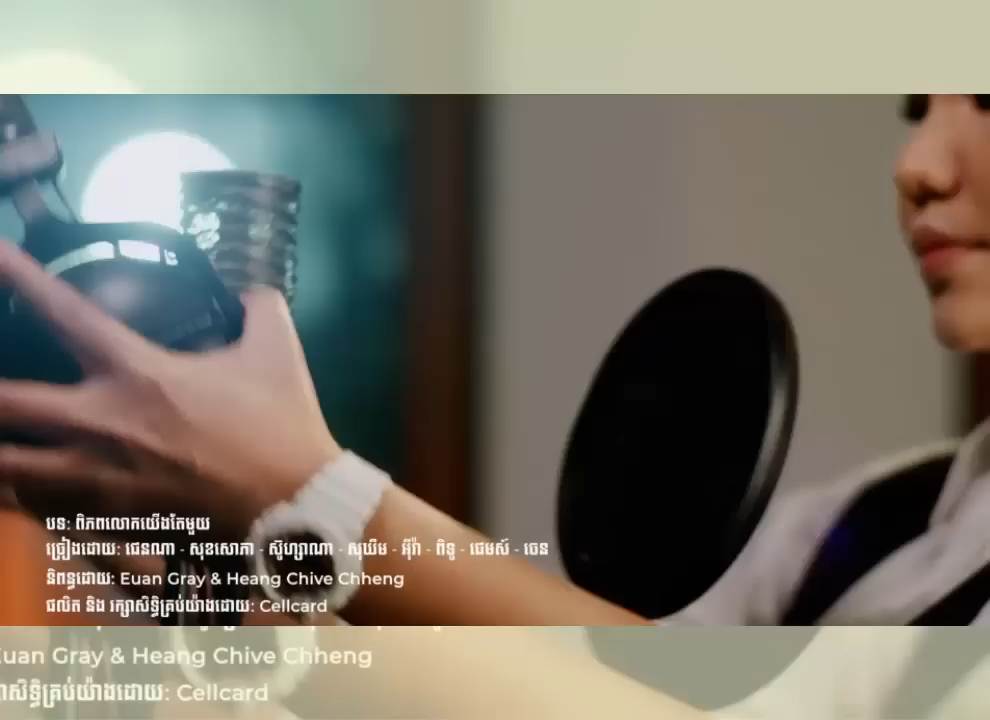 បទ: ពិភពលោកយើងតែមួយ
ច្រៀងដោយ: ជេនណា - សុខសោភា - ស៊ូហ្សាណា - សុឃីម - អ៊ីរ៉ា - ពិទូ - ជេមស៍ - ចេន
និពន្ធដោយ: Euan Gray & Heang Chive Chheng
ផលិត និង រក្សាសិទ្ធិគ្រប់យ៉ាងដោយ: Cellcard
Euan Gray & Heang Chive Chheng
សិទ្ធិគ្រប់យ៉ាងដោយ: Cellcard